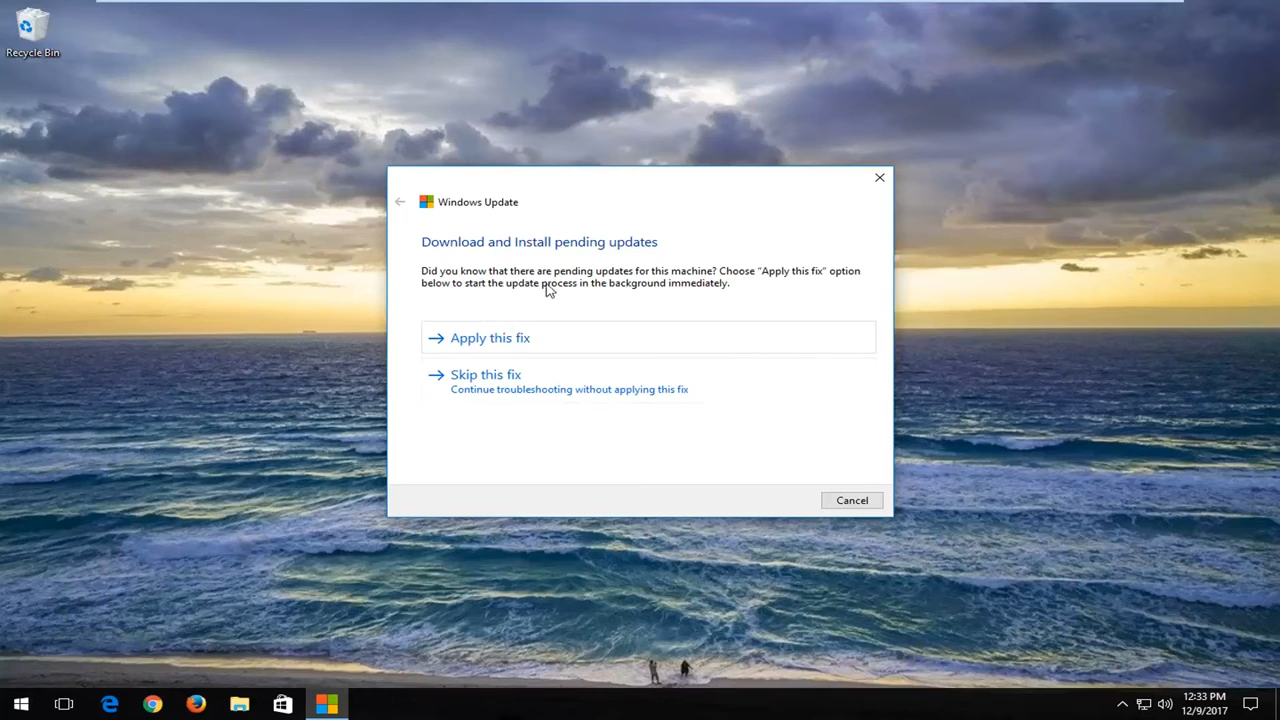 Recycle Bin
Windows Update
Download and Install pending updates
Did you know that there are pending updates for this machine? Choose "Apply this fix" option
below to start the update process in the background immediately.
Apply this fix
Skip this fix
Continue troubleshooting without applying this fix
Cancel
12:33 PM
12/9/2017